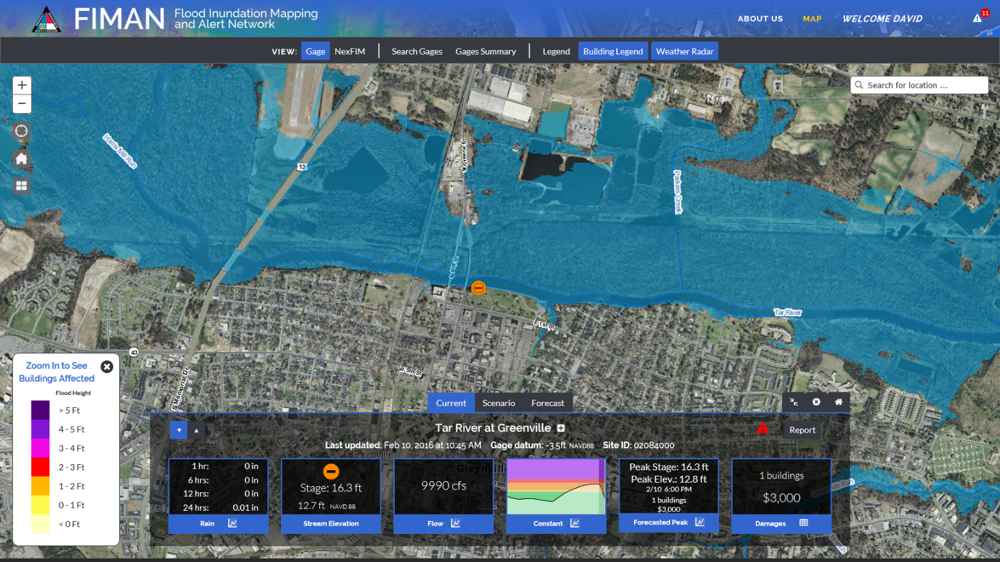 FIMAN
Flood Inundation Mapping
and Alert Network
ABOUT US
MAP
WELCOME DAVID
11
NORTH CAROLINA
VIEW:
Gage
NexFIM
Search Gages
Gages Summary
Legend
Building Legend
Weather Radar
+
−
Search for location ...
Harris Mill Run
13
N Greene St
Parkers Creek
Tar River
E 1st St
43
W 5th St
S Memorial Dr
Zoom In to See
Buildings Affected
Flood Height
> 5 Ft
4 - 5 Ft
3 - 4 Ft
2 - 3 Ft
1 - 2 Ft
0 - 1 Ft
< 0 Ft
Current
Scenario
Forecast
Tar River at Greenville
Report
Last updated: Feb 10, 2016 at 10:45 AM Gage datum: -3.5ft NAVD88 Site ID: 02084000
Greenville
Greenvill
1 hr: 0 in
6 hrs: 0 in
12 hrs: 0 in
24 hrs: 0.01 in
Rain
Stage: 16.3 ft
12.7 ft NAVD 88
Stream Elevation
9990 cfs
Flow
Constant
Peak Stage: 16.3 ft
Peak Elev.: 12.8 ft
2/10 6:00 PM
1 buildings
$3,000
Forecasted Peak
1 buildings
$3,000
Damages